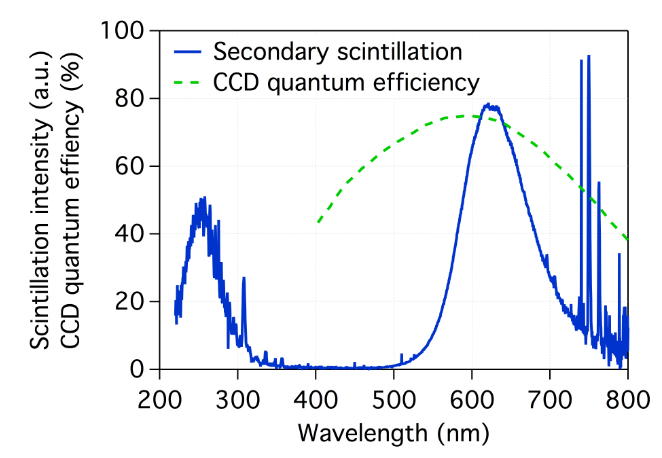 100
80
60
40
20
0
Scintillation intensity (a.u.)
CCD quantum effiency (%)
Secondary scintillation
CCD quantum efficiency
200 300 400 500 600 700 800
Wavelength (nm)